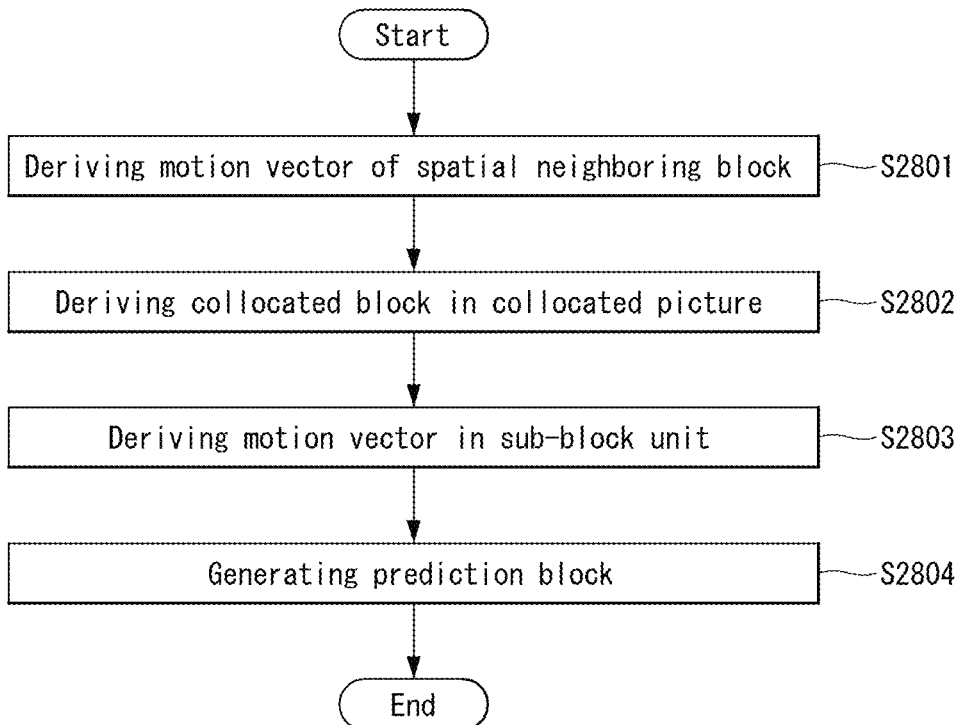 Start
Deriving motion vector of spatial neighboring block
S2801
Deriving collocated block in collocated picture
S2802
Deriving motion vector in sub-block unit
S2803
Generating prediction block
S2804
End